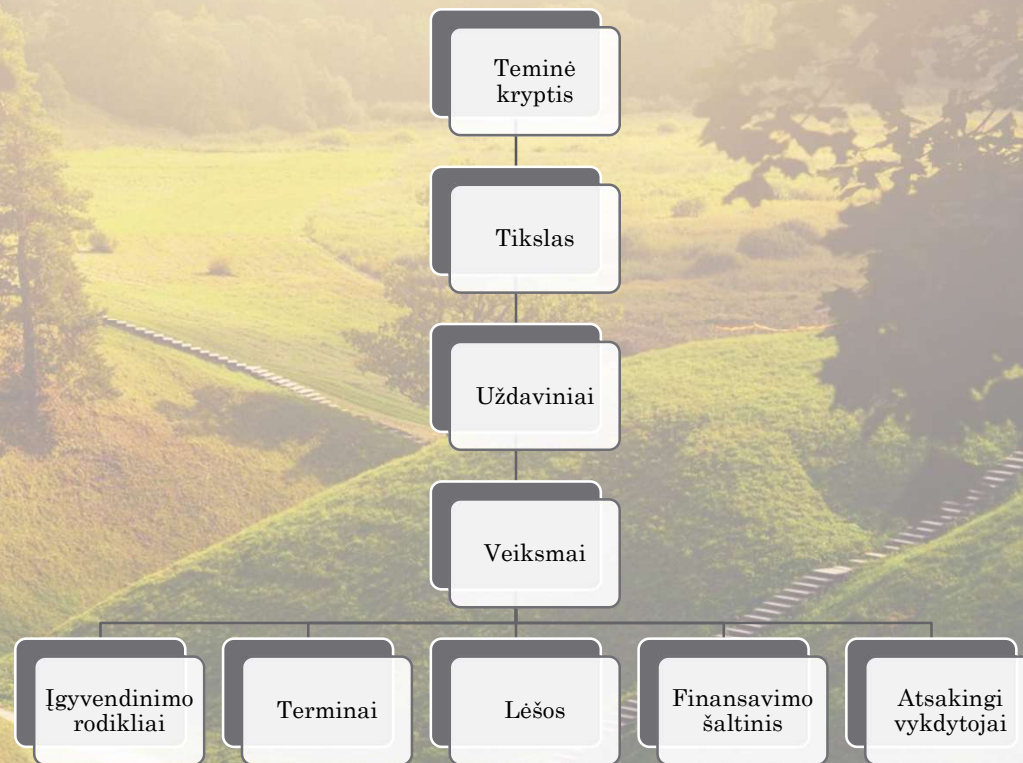 Teminė
kryptis
Tikslas
Uždaviniai
Veiksmai
Įgyvendinimo
rodikliai
Terminai
Lėšos
Finansavimo
šaltinis
Atsakingi
vykdytojai